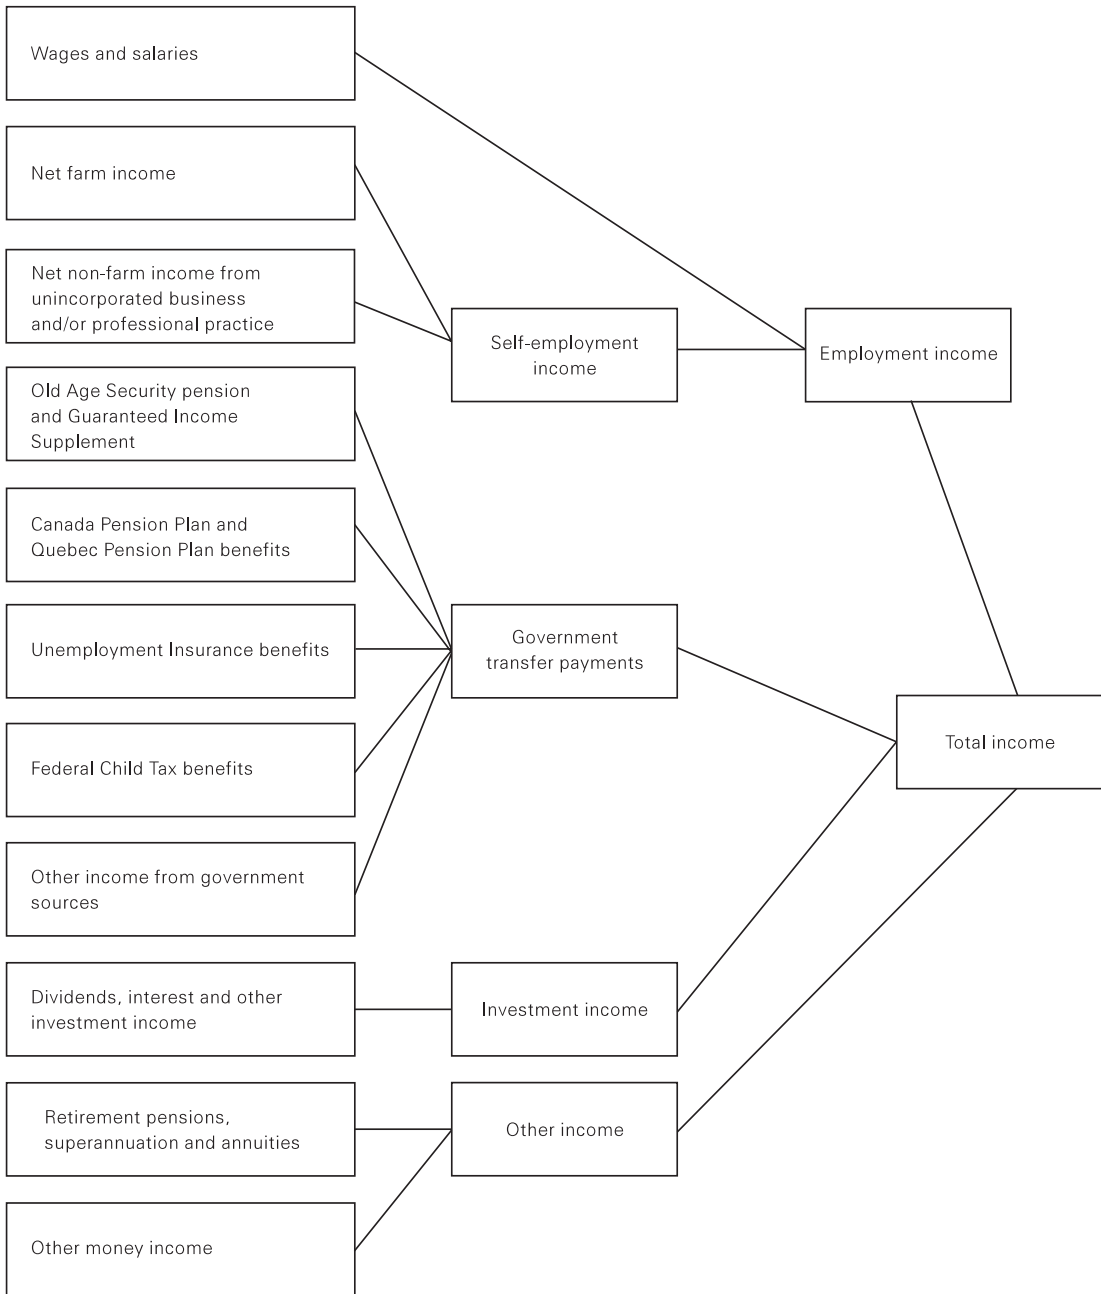 Wages and salaries
Net farm income
Net non-farm income from
unincorporated business
and/or professional practice
Self-employment
income
Employment income
Old Age Security pension
and Guaranteed Income
Supplement
Canada Pension Plan and
Quebec Pension Plan benefits
Unemployment Insurance benefits
Government
transfer payments
Total income
Federal Child Tax benefits
Other income from government
sources
Dividends, interest and other
investment income
Investment income
Retirement pensions,
superannuation and annuities
Other income
Other money income